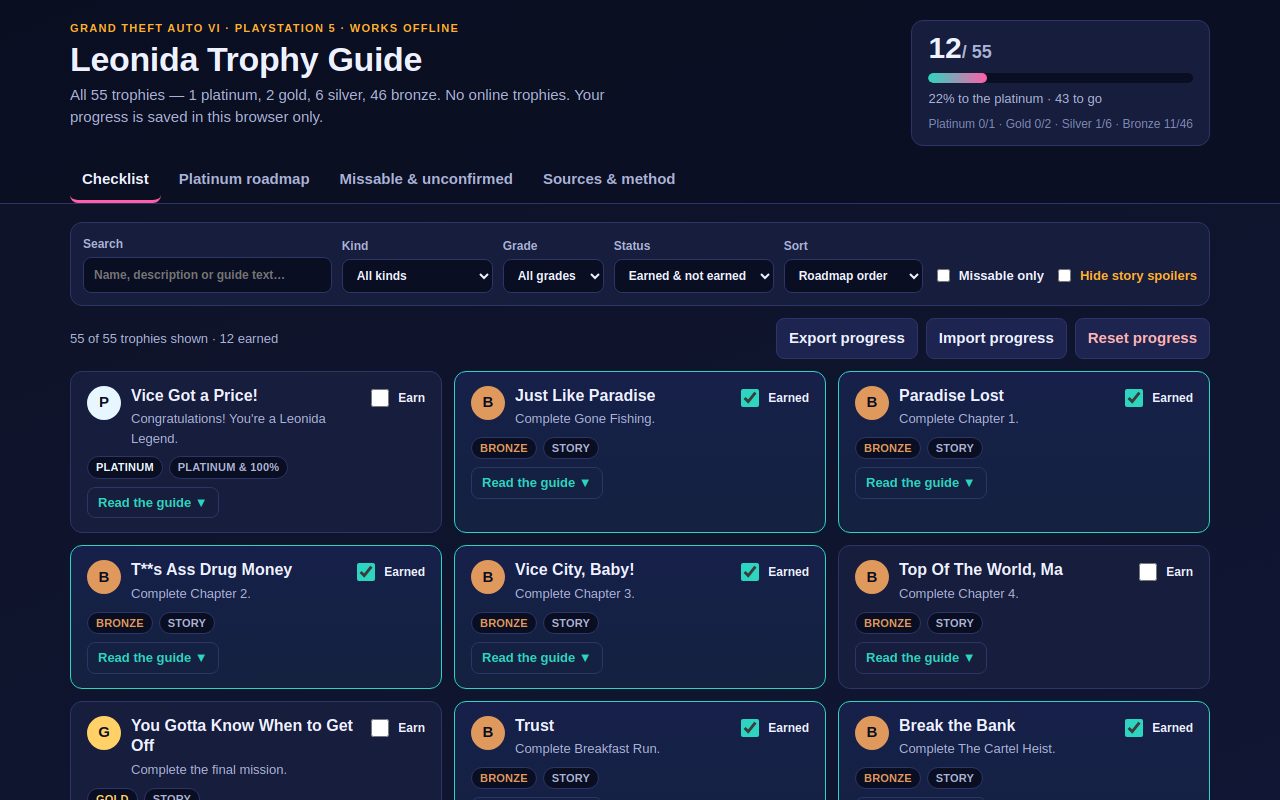 GRAND THEFT AUTO VI · PLAYSTATION 5 · WORKS OFFLINE
Leonida Trophy Guide
All 55 trophies — 1 platinum, 2 gold, 6 silver, 46 bronze. No online trophies. Your
progress is saved in this browser only.
12 / 55
22% to the platinum · 43 to go
Platinum 0/1 · Gold 0/2 · Silver 1/6 · Bronze 11/46
Checklist Platinum roadmap Missable & unconfirmed Sources & method
Search Kind Grade Status Sort
Name, description or guide text… All kinds All grades Earned & not earned Roadmap order Missable only Hide story spoilers
55 of 55 trophies shown · 12 earned
Export progress Import progress Reset progress
P
Vice Got a Price!
Earn
Congratulations! You're a Leonida
Legend.
PLATINUM PLATINUM & 100%
Read the guide ▼
B
Just Like Paradise
Earned
Complete Gone Fishing.
BRONZE STORY
Read the guide ▼
B
Paradise Lost
Earned
Complete Chapter 1.
BRONZE STORY
Read the guide ▼
B
T**s Ass Drug Money
Earned
Complete Chapter 2.
BRONZE STORY
Read the guide ▼
B
Vice City, Baby!
Earned
Complete Chapter 3.
BRONZE STORY
Read the guide ▼
B
Top Of The World, Ma
Earn
Complete Chapter 4.
BRONZE STORY
Read the guide ▼
G
You Gotta Know When to Get
Off
Earn
Complete the final mission.
GOLD STORY
B
Trust
Earned
Complete Breakfast Run.
BRONZE STORY
B
Break the Bank
Earned
Complete The Cartel Heist.
BRONZE STORY